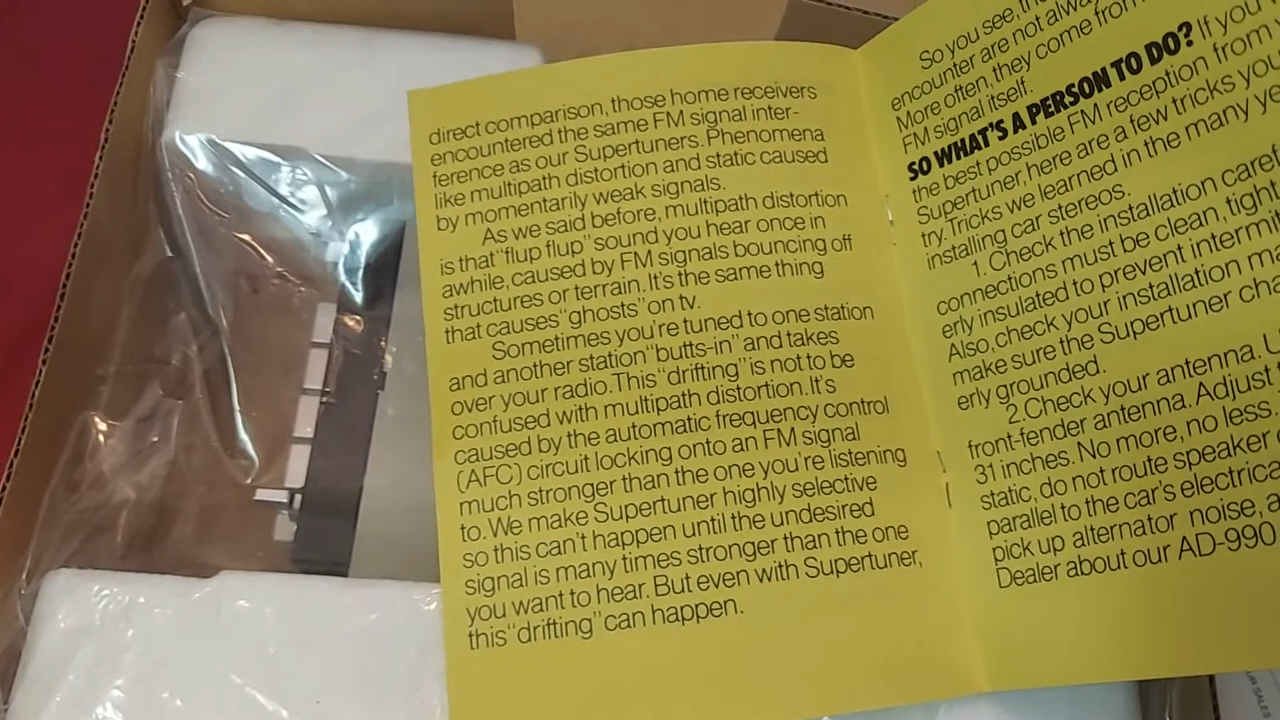 direct comparison, those home receivers
encountered the same FM signal inter-
ference as our Supertuners. Phenomena
like multipath distortion and static caused
by momentarily weak signals.
As we said before, multipath distortion
is that "flup flup" sound you hear once in
awhile, caused by FM signals bouncing off
structures or terrain. It's the same thing
that causes "ghosts" on tv.
Sometimes you're tuned to one station
and another station "butts-in" and takes
over your radio. This "drifting" is not to be
confused with multipath distortion. It's
caused by the automatic frequency control
(AFC) circuit locking onto an FM signal
much stronger than the one you're listening
to. We make Supertuner highly selective
so this can't happen until the undesired
signal is many times stronger than the one
you want to hear. But even with Supertuner,
this "drifting" can happen.
So you see,
encounter are not
More often, they come from
FM signal itself.
SO WHAT'S A PERSON TO DO? If you
the best possible FM reception from
Supertuner, here are a few tricks you
try. Tricks we learned in the many
installing car stereos.
1. Check the installation
connections must be clean, tight
erly insulated to prevent
Also, check your installation
make sure the Supertuner
erly grounded.
2. Check your antenna.
front-fender antenna. Adjust
31 inches. No more, no less.
static, do not route speaker
parallel to the car's
pick up alternator noise,
Dealer about our AD-990
UR SALES